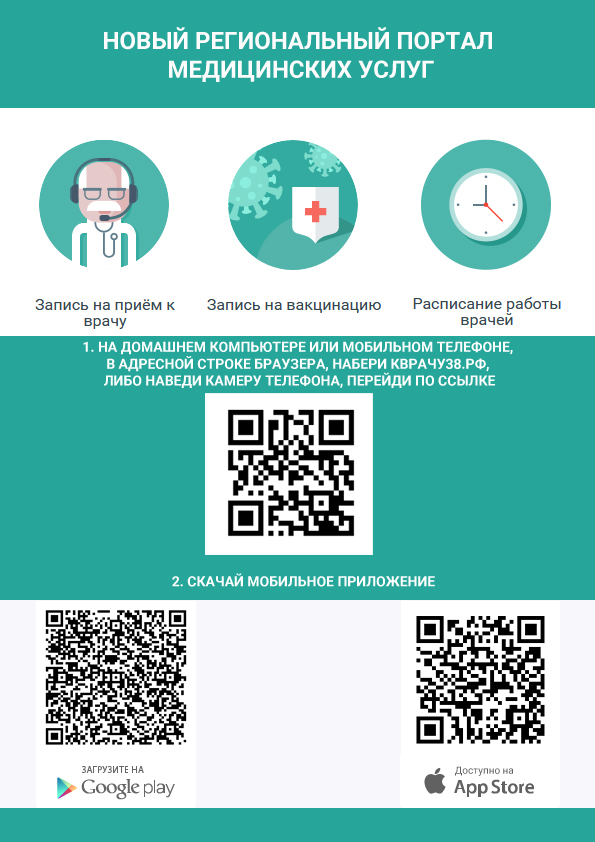 НОВЫЙ РЕГИОНАЛЬНЫЙ ПОРТАЛ
МЕДИЦИНСКИХ УСЛУГ
Запись на приём к
врачу
Запись на вакцинацию
Расписание работы
врачей
1. НА ДОМАШНЕМ КОМПЬЮТЕРЕ ИЛИ МОБИЛЬНОМ ТЕЛЕФОНЕ,
В АДРЕСНОЙ СТРОКЕ БРАУЗЕРА, НАБЕРИ КВРАЧУ38.РФ,
ЛИБО НАВЕДИ КАМЕРУ ТЕЛЕФОНА, ПЕРЕЙДИ ПО ССЫЛКЕ
2. СКАЧАЙ МОБИЛЬНОЕ ПРИЛОЖЕНИЕ
ЗАГРУЗИТЕ НА
Google play
Доступно на
App Store